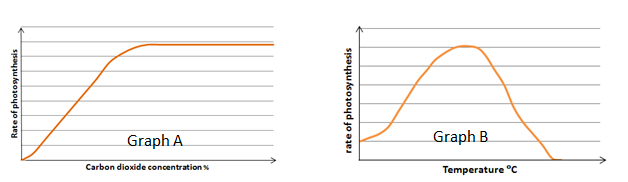 Rate of photosynthesis
Graph A
Carbon dioxide concentration %
rate of photosynthesis
Graph B
Temperature °C